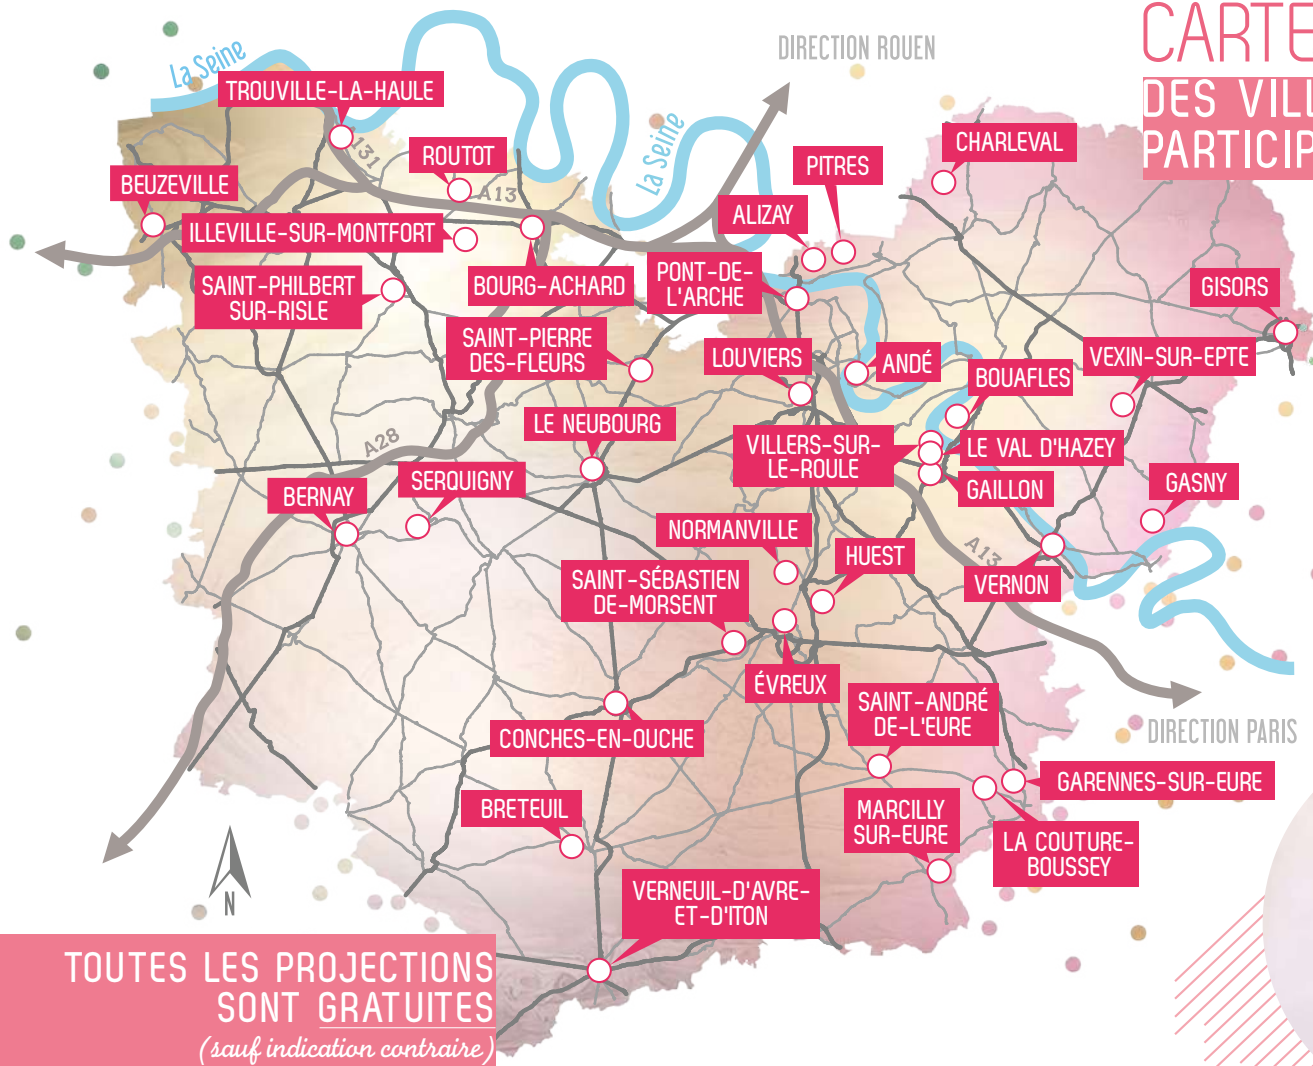 CARTE
DES VILL
PARTICIP
DIRECTION ROUEN
La Seine
TROUVILLE-LA-HAULE
A131
ROUTOT
La Seine
CHARLEVAL
PITRES
BEUZEVILLE
A13
ALIZAY
ILLEVILLE-SUR-MONTFORT
SAINT-PHILBERT
SUR-RISLE
BOURG-ACHARD
PONT-DE-
L'ARCHE
GISORS
SAINT-PIERRE
DES-FLEURS
LOUVIERS
ANDÉ
VEXIN-SUR-EPTE
BOUAFLES
LE NEUBOURG
A28
VILLERS-SUR-
LE-ROULE
LE VAL D'HAZEY
SERQUIGNY
BERNAY
GAILLON
GASNY
NORMANVILLE
HUEST
A13
SAINT-SÉBASTIEN
DE-MORSENT
VERNON
ÉVREUX
SAINT-ANDRÉ
DE-L'EURE
CONCHES-EN-OUCHE
DIRECTION PARIS
GARENNES-SUR-EURE
BRETEUIL
MARCILLY
SUR-EURE
LA COUTURE-
BOUSSEY
VERNEUIL-D'AVRE-
ET-D'ITON
N
TOUTES LES PROJECTIONS
SONT GRATUITES
(sauf indication contraire)